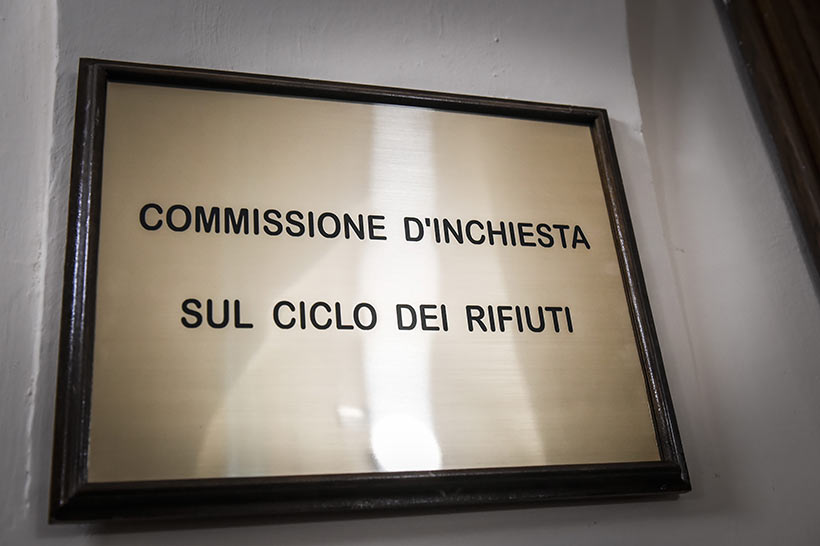 COMMISSIONE D'INCHIESTA
SUL CICLO DEI RIFIUTI